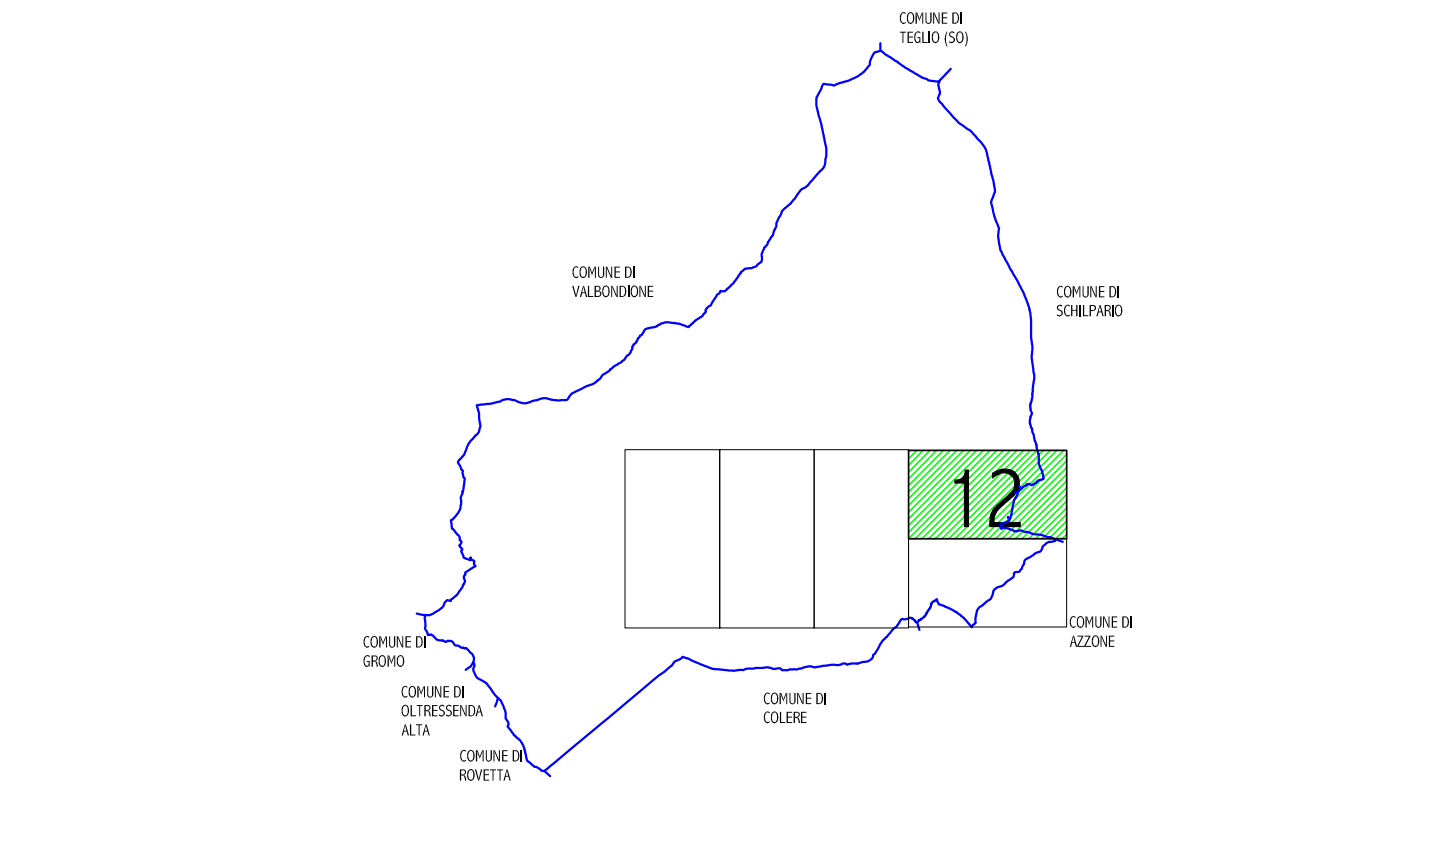 COMUNE DI
TEGLIO (SO)
COMUNE DI
VALBONDIONE
COMUNE DI
SCHILPARIO
12
COMUNE DI
AZZONE
COMUNE DI
GROMO
COMUNE DI
OLTRESSENDA
ALTA
COMUNE DI
COLERE
COMUNE DI
ROVETTA